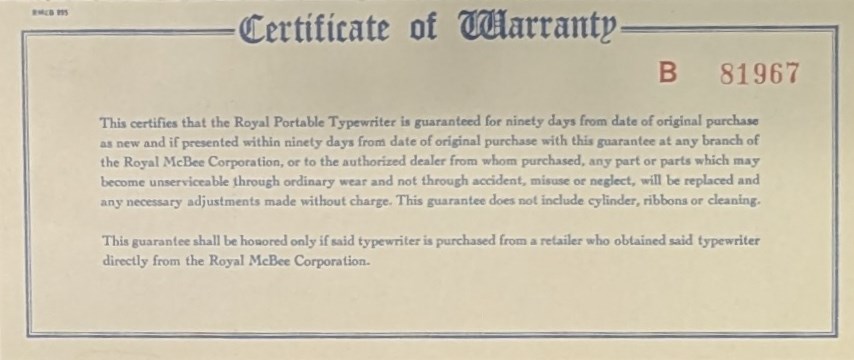 RMCB 895
Certificate of Warranty
B 81967
This certifies that the Royal Portable Typewriter is guaranteed for ninety days from date of original purchase
as new and if presented within ninety days from date of original purchase with this guarantee at any branch of
the Royal McBee Corporation, or to the authorized dealer from whom purchased, any part or parts which may
become unserviceable through ordinary wear and not through accident, misuse or neglect, will be replaced and
any necessary adjustments made without charge. This guarantee does not include cylinder, ribbons or cleaning.
This guarantee shall be honored only if said typewriter is purchased from a retailer who obtained said typewriter
directly from the Royal McBee Corporation.